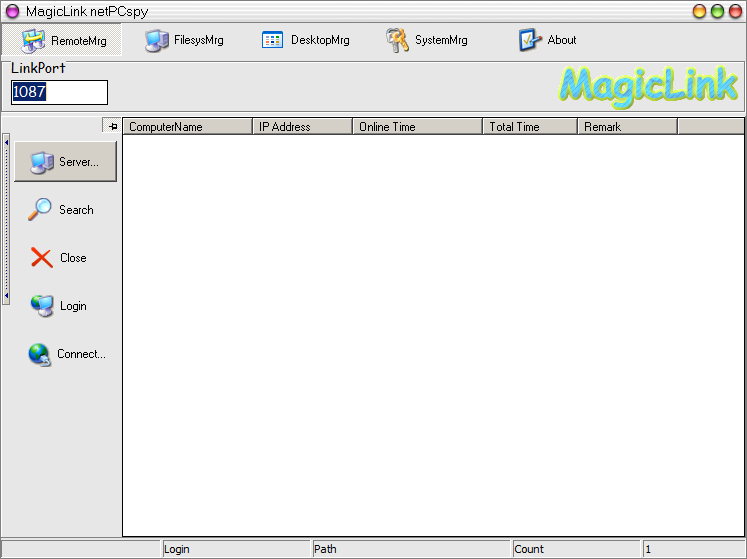 MagicLink netPCspy
RemoteMrg FilesysMrg DesktopMrg SystemMrg About
LinkPort
1087
MagicLink
ComputerName IP Address Online Time Total Time Remark
Server...
Search
Close
Login
Connect...
Login Path Count 1